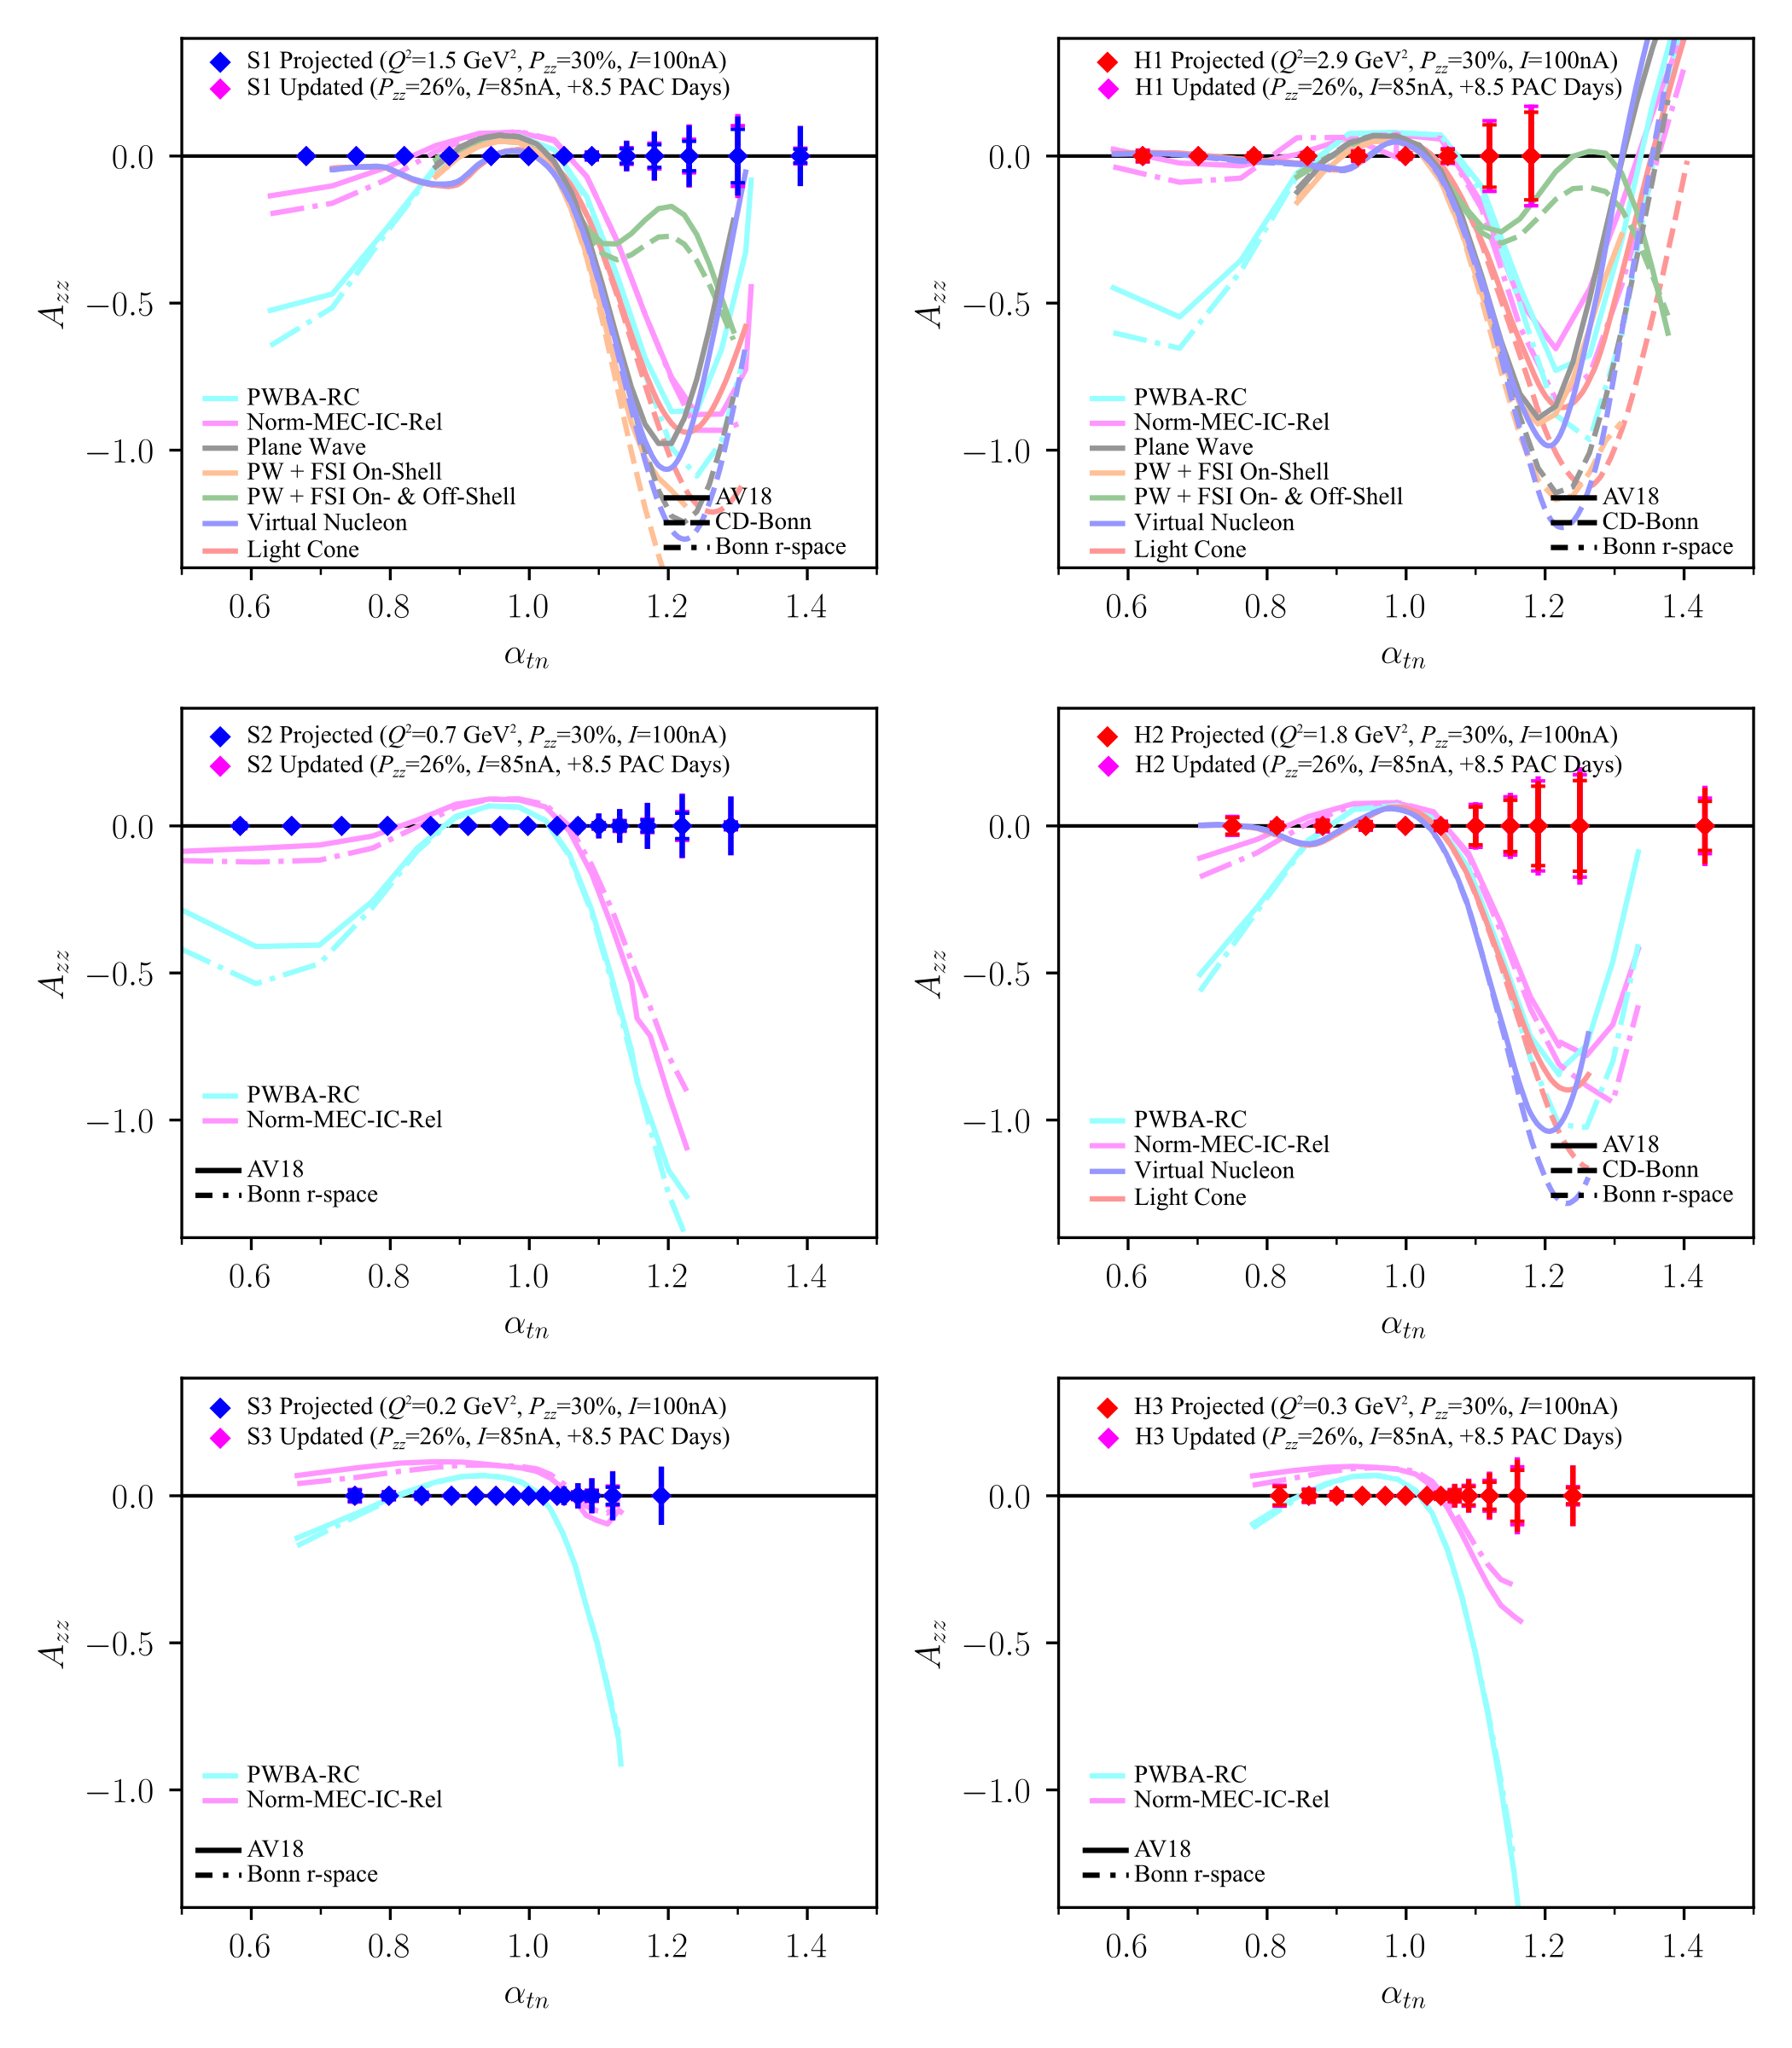 S1 Projected (Q²=1.5 GeV², Pzz=30%, I=100nA)
S1 Updated (Pzz=26%, I=85nA, +8.5 PAC Days)
0.0
−0.5
−1.0
Azz
PWBA-RC
Norm-MEC-IC-Rel
Plane Wave
PW + FSI On-Shell
PW + FSI On- & Off-Shell
Virtual Nucleon
Light Cone
AV18
CD-Bonn
Bonn r-space
0.6 0.8 1.0 1.2 1.4
αtn
H1 Projected (Q²=2.9 GeV², Pzz=30%, I=100nA)
H1 Updated (Pzz=26%, I=85nA, +8.5 PAC Days)
0.0
−0.5
−1.0
Azz
PWBA-RC
Norm-MEC-IC-Rel
Plane Wave
PW + FSI On-Shell
PW + FSI On- & Off-Shell
Virtual Nucleon
Light Cone
AV18
CD-Bonn
Bonn r-space
0.6 0.8 1.0 1.2 1.4
αtn
S2 Projected (Q²=0.7 GeV², Pzz=30%, I=100nA)
S2 Updated (Pzz=26%, I=85nA, +8.5 PAC Days)
0.0
−0.5
−1.0
Azz
PWBA-RC
Norm-MEC-IC-Rel
AV18
Bonn r-space
0.6 0.8 1.0 1.2 1.4
αtn
H2 Projected (Q²=1.8 GeV², Pzz=30%, I=100nA)
H2 Updated (Pzz=26%, I=85nA, +8.5 PAC Days)
0.0
−0.5
−1.0
Azz
PWBA-RC
Norm-MEC-IC-Rel
Virtual Nucleon
Light Cone
AV18
CD-Bonn
Bonn r-space
0.6 0.8 1.0 1.2 1.4
αtn
S3 Projected (Q²=0.2 GeV², Pzz=30%, I=100nA)
S3 Updated (Pzz=26%, I=85nA, +8.5 PAC Days)
0.0
−0.5
−1.0
Azz
PWBA-RC
Norm-MEC-IC-Rel
AV18
Bonn r-space
0.6 0.8 1.0 1.2 1.4
αtn
H3 Projected (Q²=0.3 GeV², Pzz=30%, I=100nA)
H3 Updated (Pzz=26%, I=85nA, +8.5 PAC Days)
0.0
−0.5
−1.0
Azz
PWBA-RC
Norm-MEC-IC-Rel
AV18
Bonn r-space
0.6 0.8 1.0 1.2 1.4
αtn